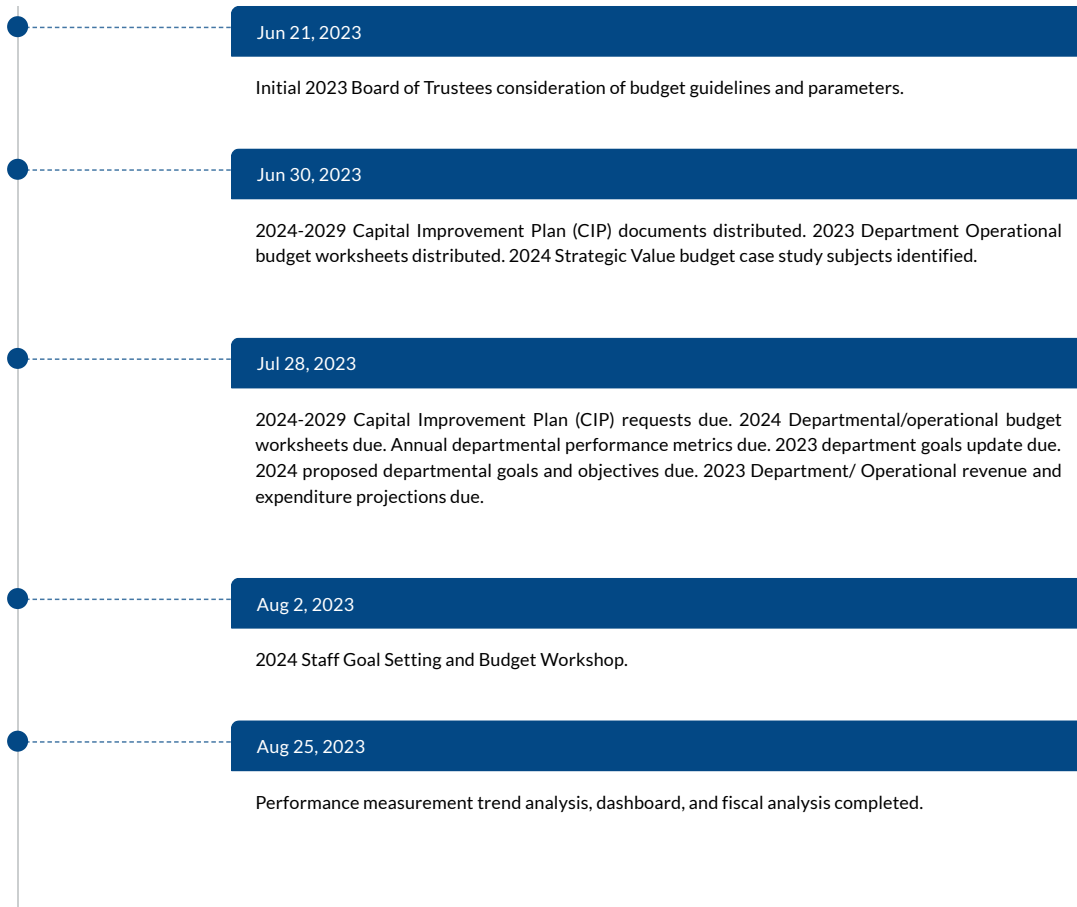 Jun 21, 2023
Initial 2023 Board of Trustees consideration of budget guidelines and parameters.
Jun 30, 2023
2024-2029 Capital Improvement Plan (CIP) documents distributed. 2023 Department Operational
budget worksheets distributed. 2024 Strategic Value budget case study subjects identified.
Jul 28, 2023
2024-2029 Capital Improvement Plan (CIP) requests due. 2024 Departmental/operational budget
worksheets due. Annual departmental performance metrics due. 2023 department goals update due.
2024 proposed departmental goals and objectives due. 2023 Department/ Operational revenue and
expenditure projections due.
Aug 2, 2023
2024 Staff Goal Setting and Budget Workshop.
Aug 25, 2023
Performance measurement trend analysis, dashboard, and fiscal analysis completed.